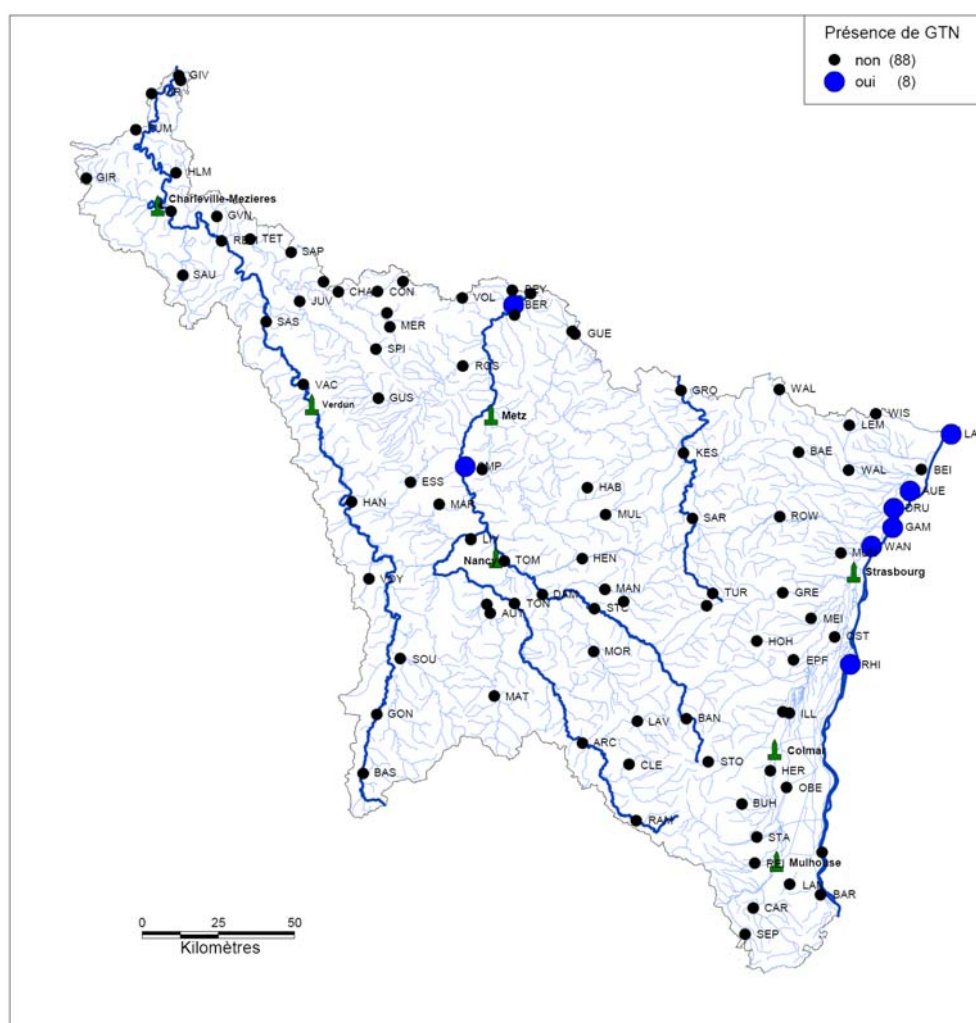 Présence de GTN
non (88)
oui (8)
GIV
HLM
GIR
Charleville-Mezieres
GVN
TET
SAP
SAU
JUV
CHA
CON
VOL
BER
SAS
MER
GUE
SPI
ROS
VAC
GUS
GRO
WAL
Verdun
Metz
WIS
LEM
KES
BAE
WAL
BEI
ESS
HAB
AUE
HAN
MAR
MUL
SAR
ROW
DRU
GAM
WAN
Nancy
TOM
HEN
Strasbourg
VOY
MAN
TUR
GRE
AUT
TON
STC
MEI
OST
HOH
MOR
EPF
RHI
SOU
MAT
GON
LAV
BAN
ILL
ARC
Colmar
CLE
STO
HER
BAS
OBE
BUH
RAM
STA
Mulhouse
BAR
CAR
SEP
0 25 50
Kilomètres